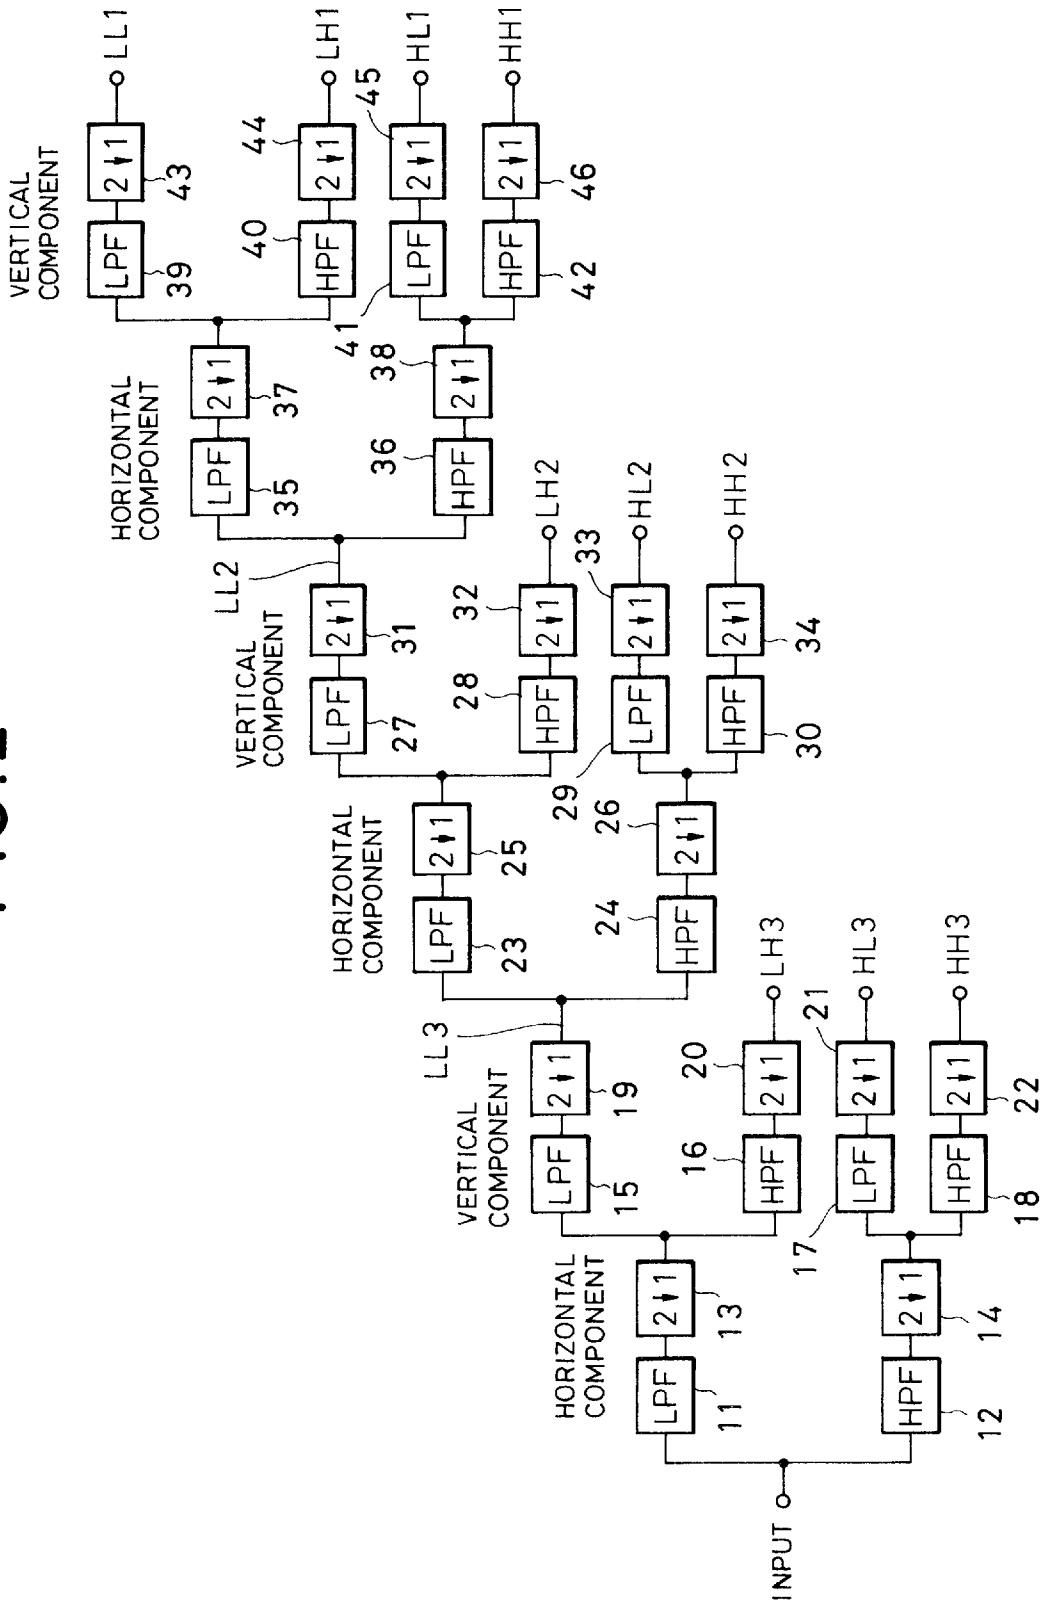 INPUT
HORIZONTAL
COMPONENT
LPF
11
2↓1
13
HPF
12
2↓1
14
VERTICAL
COMPONENT
LPF
15
2↓1
19
LL3
HPF
16
2↓1
20
LH3
LPF
17
2↓1
21
HL3
HPF
18
2↓1
22
HH3
HORIZONTAL
COMPONENT
LPF
23
2↓1
25
HPF
24
2↓1
26
VERTICAL
COMPONENT
LPF
27
2↓1
31
LL2
HPF
28
2↓1
32
LH2
LPF
29
2↓1
33
HL2
HPF
30
2↓1
34
HH2
HORIZONTAL
COMPONENT
LPF
35
2↓1
37
HPF
36
2↓1
38
VERTICAL
COMPONENT
LPF
39
2↓1
43
LL1
HPF
40
2↓1
44
LH1
LPF
41
2↓1
45
HL1
HPF
42
2↓1
46
HH1